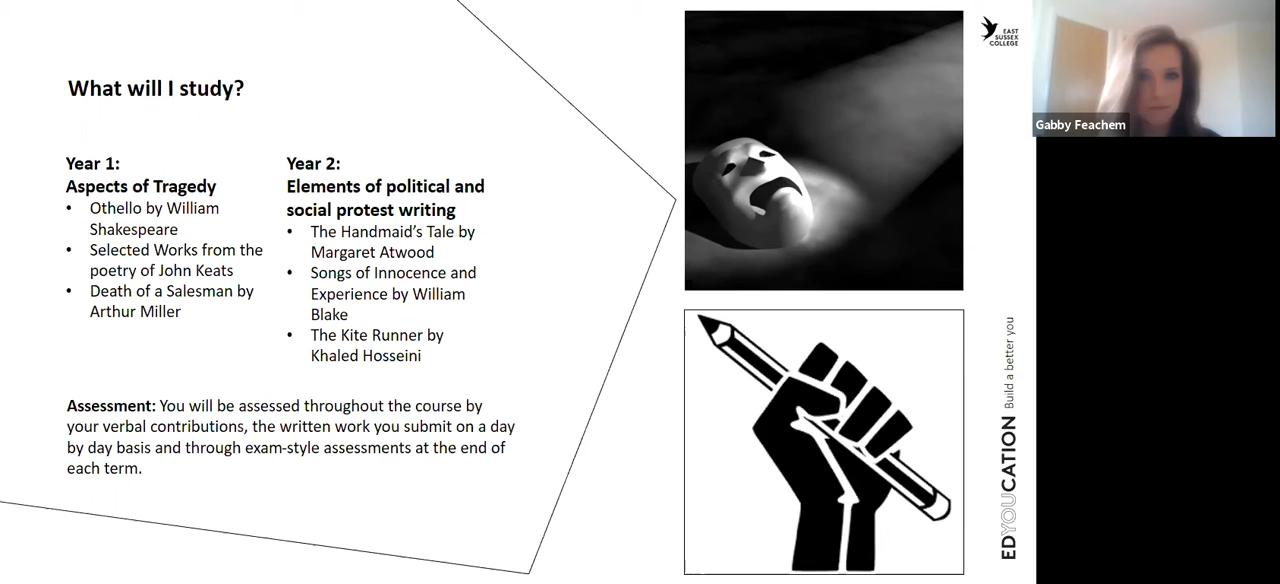 What will I study?
Year 1:
Aspects of Tragedy
• Othello by William
Shakespeare
• Selected Works from the
poetry of John Keats
• Death of a Salesman by
Arthur Miller
Year 2:
Elements of political and
social protest writing
• The Handmaid’s Tale by
Margaret Atwood
• Songs of Innocence and
Experience by William
Blake
• The Kite Runner by
Khaled Hosseini
Assessment: You will be assessed throughout the course by
your verbal contributions, the written work you submit on a day
by day basis and through exam-style assessments at the end of
each term.
EAST
SUSSEX
COLLEGE
EDYOUCATION Build a better you
Gabby Feachem